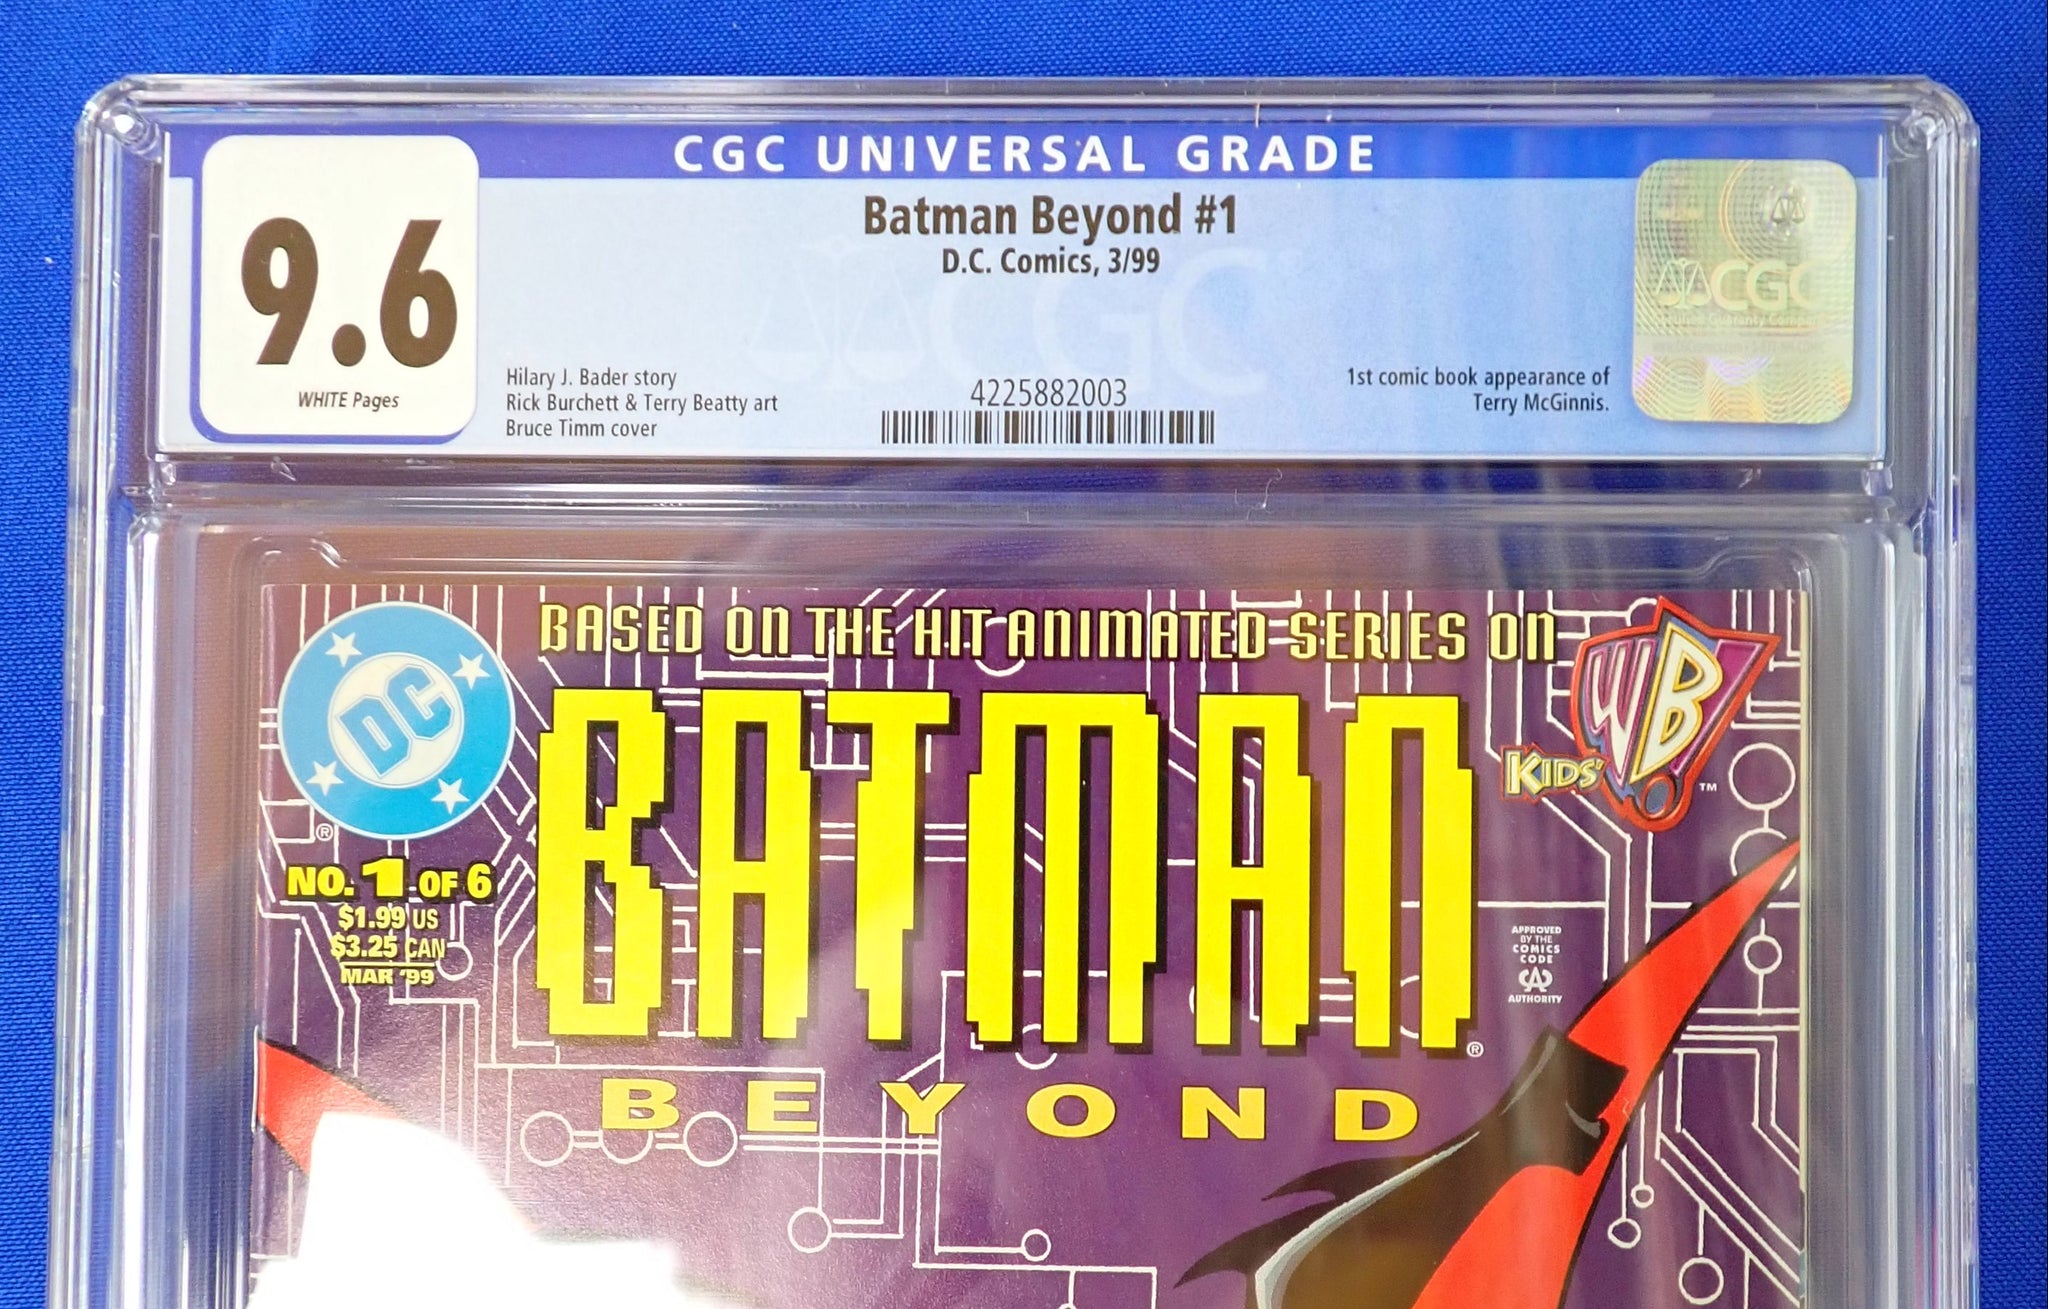 CGC UNIVERSAL GRADE
9.6
WHITE Pages
Batman Beyond #1
D.C. Comics, 3/99
Hilary J. Bader story
Rick Burchett & Terry Beatty art
Bruce Timm cover
4225882003
1st comic book appearance of
Terry McGinnis.
CGC
BASED ON THE HIT ANIMATED SERIES ON
KIDS' WB! ™
DC
®
NO. 1 OF 6
$1.99 US
$3.25 CAN
MAR '99
BATMAN®
BEYOND
APPROVED
BY THE
COMICS
CODE
CA
AUTHORITY